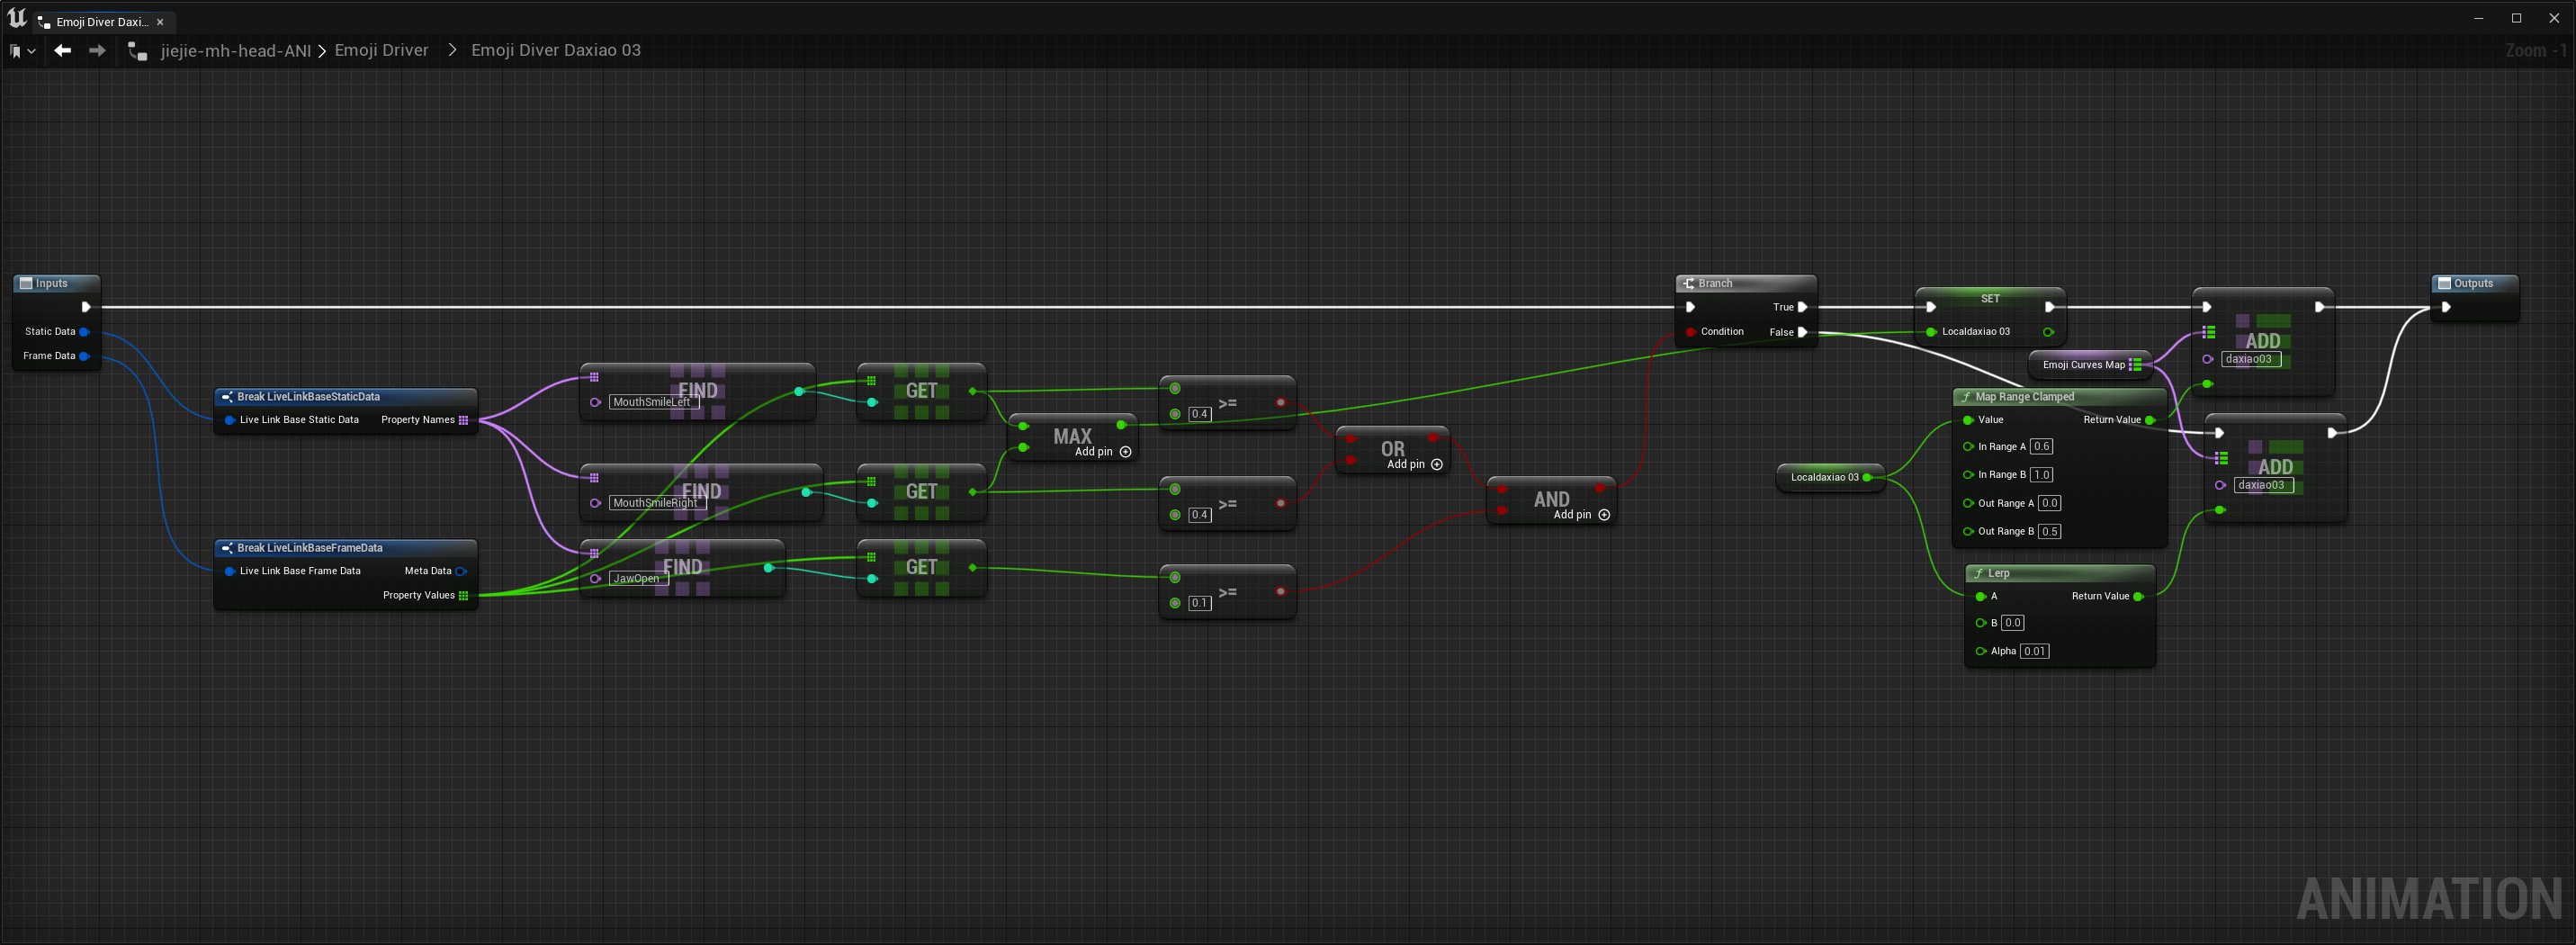 Emoji Diver Daxi...
jiejie-mh-head-ANI > Emoji Driver > Emoji Diver Daxiao 03
Zoom -1
Inputs
Static Data
Frame Data
Break LiveLinkBaseStaticData
Live Link Base Static Data
Property Names
Break LiveLinkBaseFrameData
Live Link Base Frame Data
Meta Data
Property Values
FIND
MouthSmileLeft
GET
FIND
MouthSmileRight
GET
FIND
JawOpen
GET
MAX
Add pin
>=
0.4
>=
0.4
>=
0.1
OR
Add pin
AND
Add pin
Branch
True
Condition
False
SET
Localdaxiao 03
Emoji Curves Map
ADD
daxiao03
Outputs
Localdaxiao 03
Map Range Clamped
Value
Return Value
In Range A 0.6
In Range B 1.0
Out Range A 0.0
Out Range B 0.5
ADD
daxiao03
Lerp
A
Return Value
B 0.0
Alpha 0.01
ANIMATION